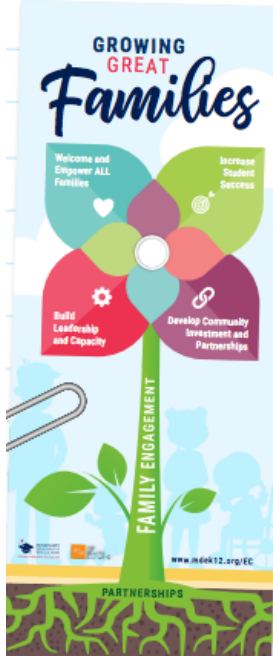 GROWING
GREAT
Families
Welcome and
Empower ALL
Families
Increase
Student
Success
Build
Leadership
and Capacity
Develop Community
Investment and
Partnerships
FAMILY ENGAGEMENT
www.mdek12.org/EC
PARTNERSHIPS